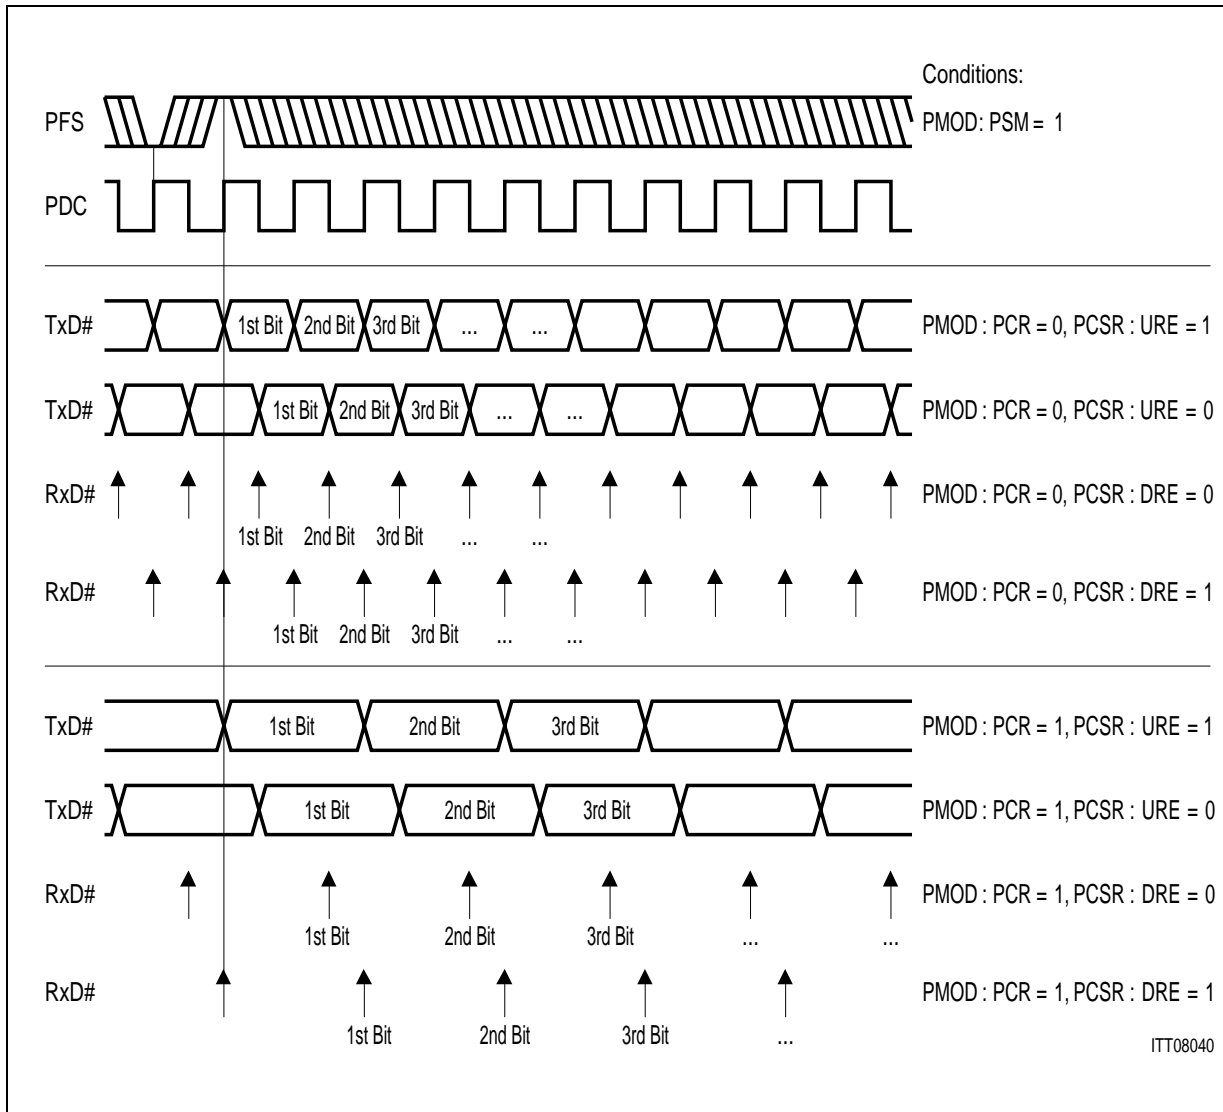 Conditions:
PFS PMOD: PSM = 1
PDC
TxD# 1st Bit 2nd Bit 3rd Bit ... ... PMOD : PCR = 0, PCSR : URE = 1
TxD# 1st Bit 2nd Bit 3rd Bit ... ... PMOD : PCR = 0, PCSR : URE = 0
RxD# PMOD : PCR = 0, PCSR : DRE = 0
1st Bit 2nd Bit 3rd Bit ... ...
RxD# PMOD : PCR = 0, PCSR : DRE = 1
1st Bit 2nd Bit 3rd Bit ... ...
TxD# 1st Bit 2nd Bit 3rd Bit PMOD : PCR = 1, PCSR : URE = 1
TxD# 1st Bit 2nd Bit 3rd Bit PMOD : PCR = 1, PCSR : URE = 0
RxD# PMOD : PCR = 1, PCSR : DRE = 0
1st Bit 2nd Bit 3rd Bit ... ...
RxD# PMOD : PCR = 1, PCSR : DRE = 1
1st Bit 2nd Bit 3rd Bit ...
ITT08040